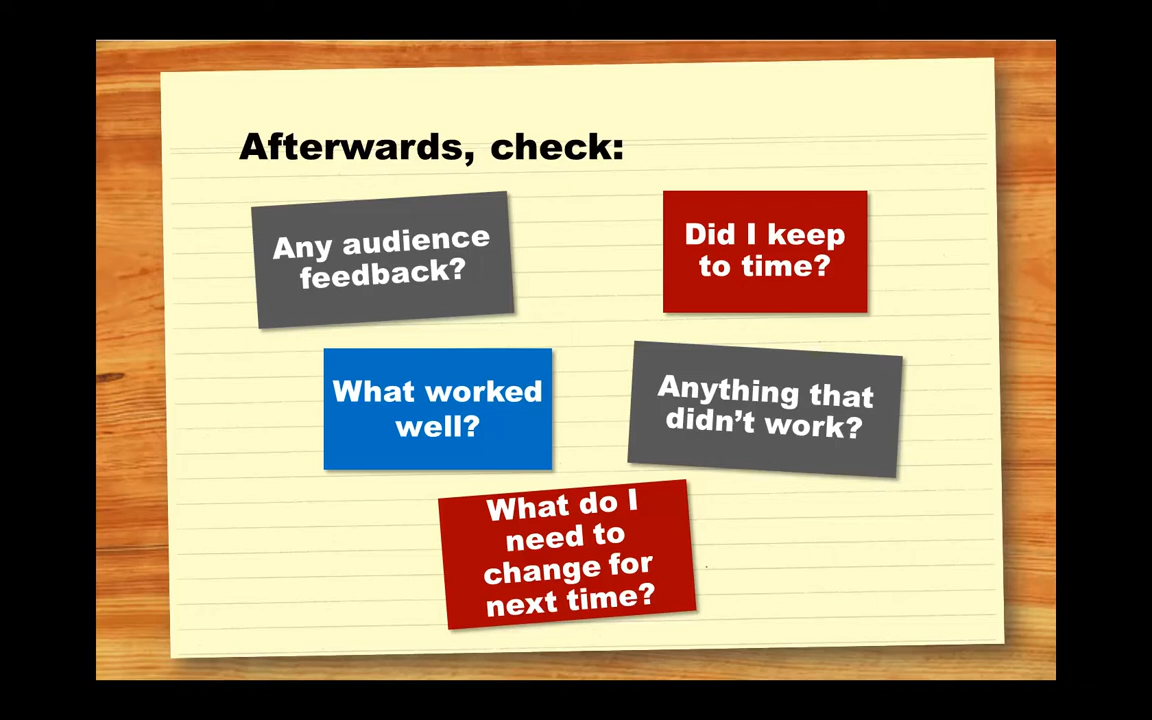 Afterwards, check:
Any audience
feedback?
Did I keep
to time?
What worked
well?
Anything that
didn’t work?
What do I
need to
change for
next time?